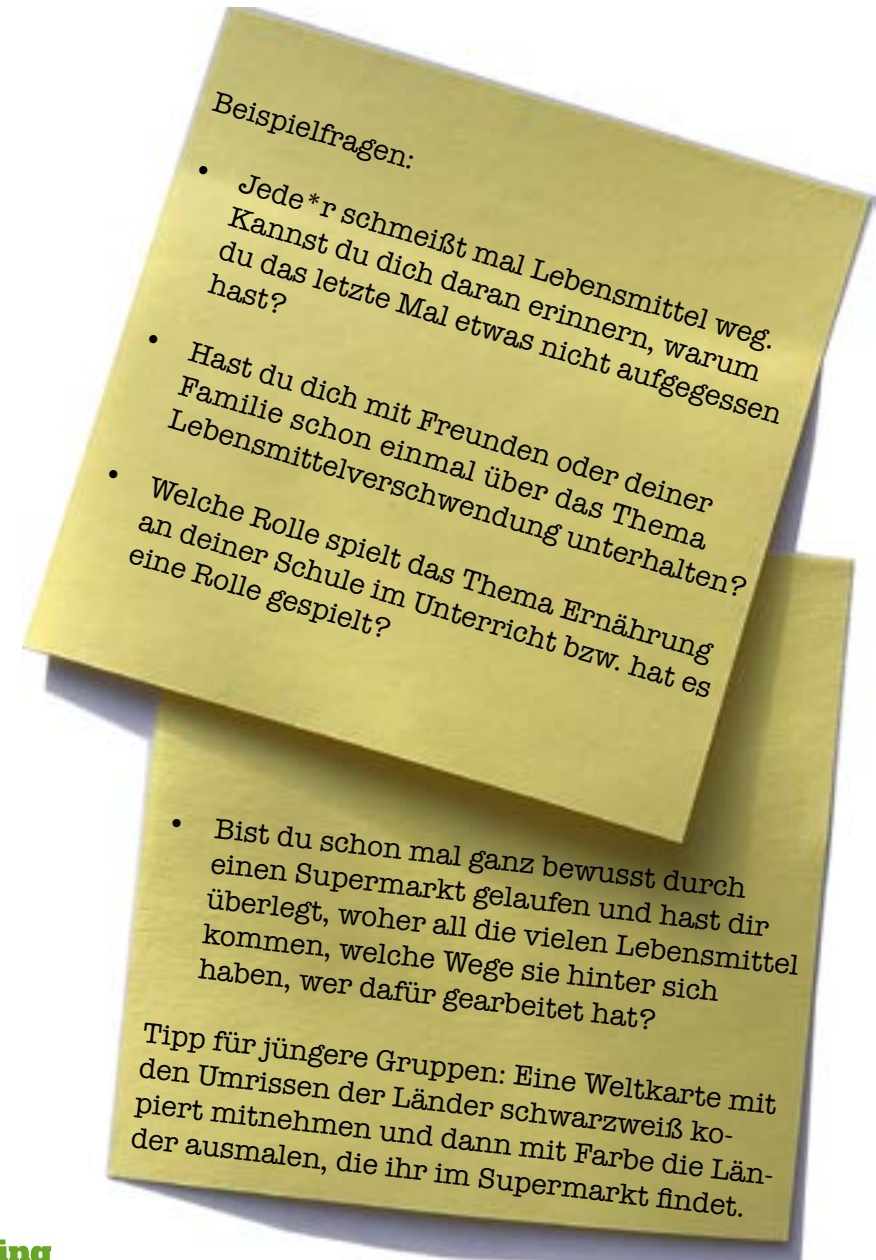 Beispielfragen:
• Jede*r schmeißt mal Lebensmittel weg.
Kannst du dich daran erinnern, warum
du das letzte Mal etwas nicht aufgegessen
hast?
• Hast du dich mit Freunden oder deiner
Familie schon einmal über das Thema
Lebensmittelverschwendung unterhalten?
• Welche Rolle spielt das Thema Ernährung
an deiner Schule im Unterricht bzw. hat es
eine Rolle gespielt?
• Bist du schon mal ganz bewusst durch
einen Supermarkt gelaufen und hast dir
überlegt, woher all die vielen Lebensmittel
kommen, welche Wege sie hinter sich
haben, wer dafür gearbeitet hat?
Tipp für jüngere Gruppen: Eine Weltkarte mit
den Umrissen der Länder schwarzweiß ko-
piert mitnehmen und dann mit Farbe die Län-
der ausmalen, die ihr im Supermarkt findet.